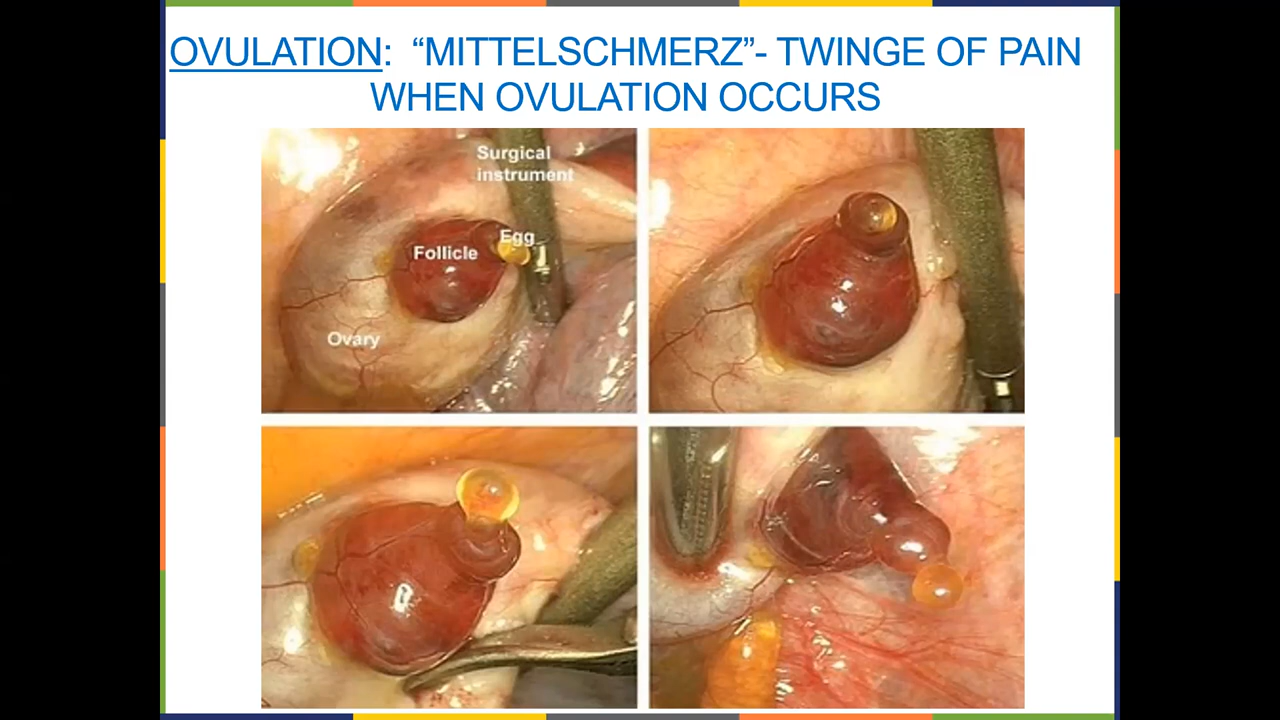 OVULATION: “MITTELSCHMERZ”- TWINGE OF PAIN
WHEN OVULATION OCCURS
Surgical
instrument
Egg
Follicle
Ovary